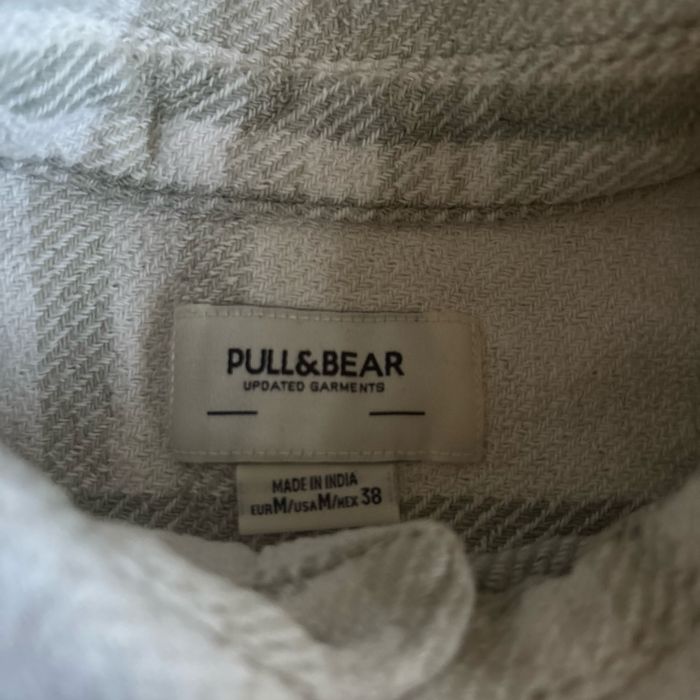 PULL&BEAR
UPDATED GARMENTS
MADE IN INDIA
EUR M/USA M/MEX 38